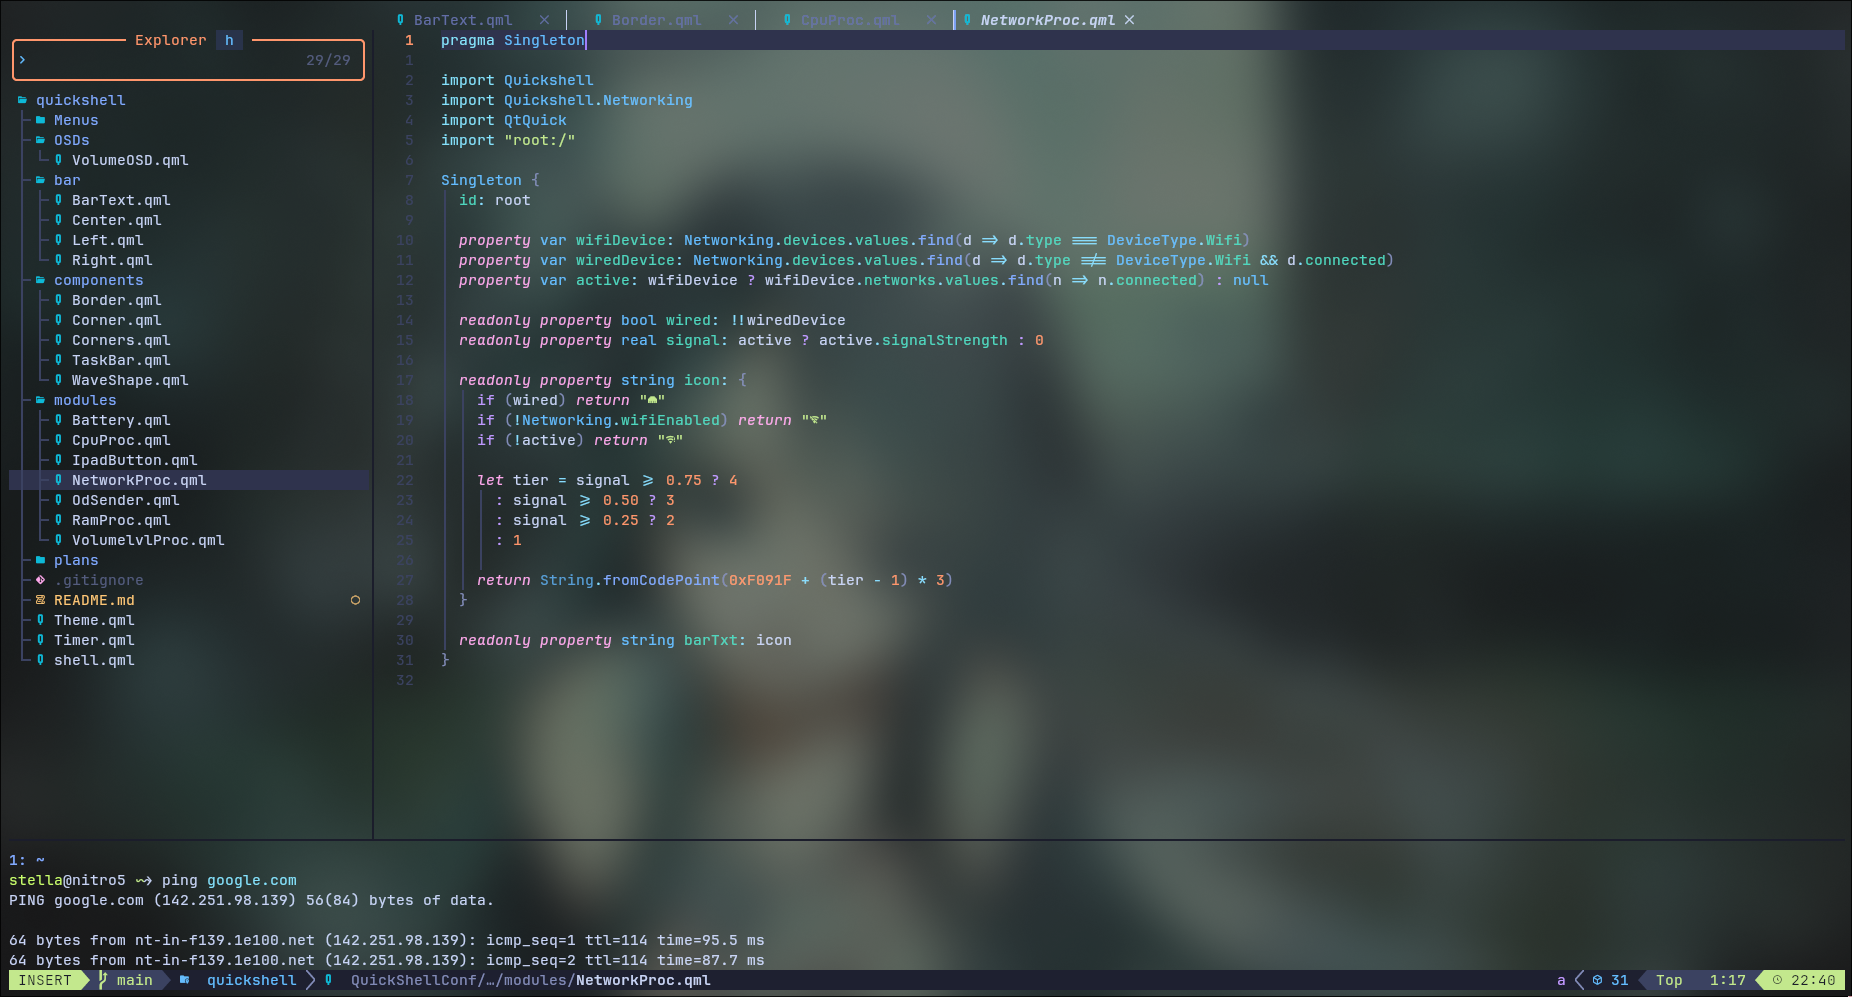 BarText.qml ✕ Border.qml ✕ CpuProc.qml ✕ NetworkProc.qml ✕
Explorer h
› 29/29
quickshell
Menus
OSDs
VolumeOSD.qml
bar
BarText.qml
Center.qml
Left.qml
Right.qml
components
Border.qml
Corner.qml
Corners.qml
TaskBar.qml
WaveShape.qml
modules
Battery.qml
CpuProc.qml
IpadButton.qml
NetworkProc.qml
OdSender.qml
RamProc.qml
VolumelvlProc.qml
plans
.gitignore
README.md
Theme.qml
Timer.qml
shell.qml
1 pragma Singleton
1
2 import Quickshell
3 import Quickshell.Networking
4 import QtQuick
5 import "root:/"
6
7 Singleton {
8 id: root
9
10 property var wifiDevice: Networking.devices.values.find(d => d.type === DeviceType.Wifi)
11 property var wiredDevice: Networking.devices.values.find(d => d.type !== DeviceType.Wifi && d.connected)
12 property var active: wifiDevice ? wifiDevice.networks.values.find(n => n.connected) : null
13
14 readonly property bool wired: !!wiredDevice
15 readonly property real signal: active ? active.signalStrength : 0
16
17 readonly property string icon: {
18 if (wired) return ""
19 if (!Networking.wifiEnabled) return ""
20 if (!active) return ""
21
22 let tier = signal >= 0.75 ? 4
23 : signal >= 0.50 ? 3
24 : signal >= 0.25 ? 2
25 : 1
26
27 return String.fromCodePoint(0xF091F + (tier - 1) * 3)
28 }
29
30 readonly property string barTxt: icon
31 }
32
1: ~
stella@nitro5 ⤳ ping google.com
PING google.com (142.251.98.139) 56(84) bytes of data.
64 bytes from nt-in-f139.1e100.net (142.251.98.139): icmp_seq=1 ttl=114 time=95.5 ms
64 bytes from nt-in-f139.1e100.net (142.251.98.139): icmp_seq=2 ttl=114 time=87.7 ms
INSERT main quickshell QuickShellConf/…/modules/NetworkProc.qml a 31 Top 1:17 22:40